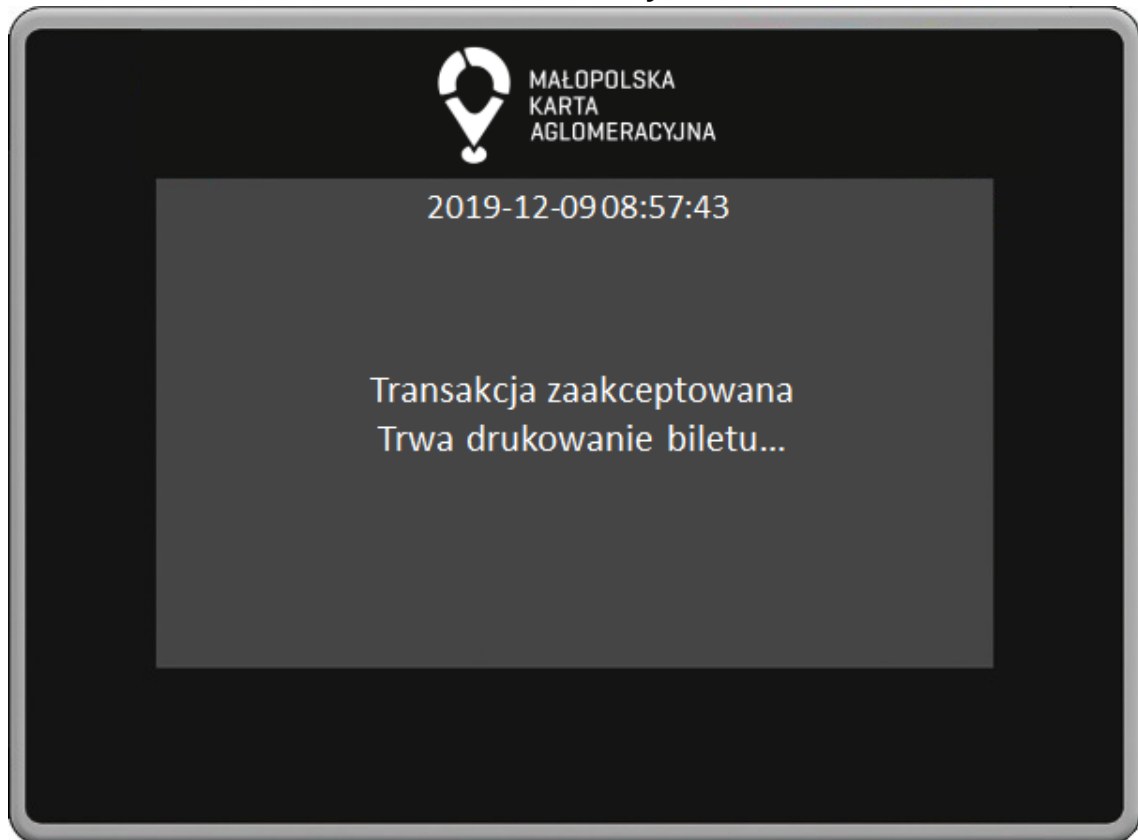 MAŁOPOLSKA
KARTA
AGLOMERACYJNA
2019-12-09 08:57:43
Transakcja zaakceptowana
Trwa drukowanie biletu...